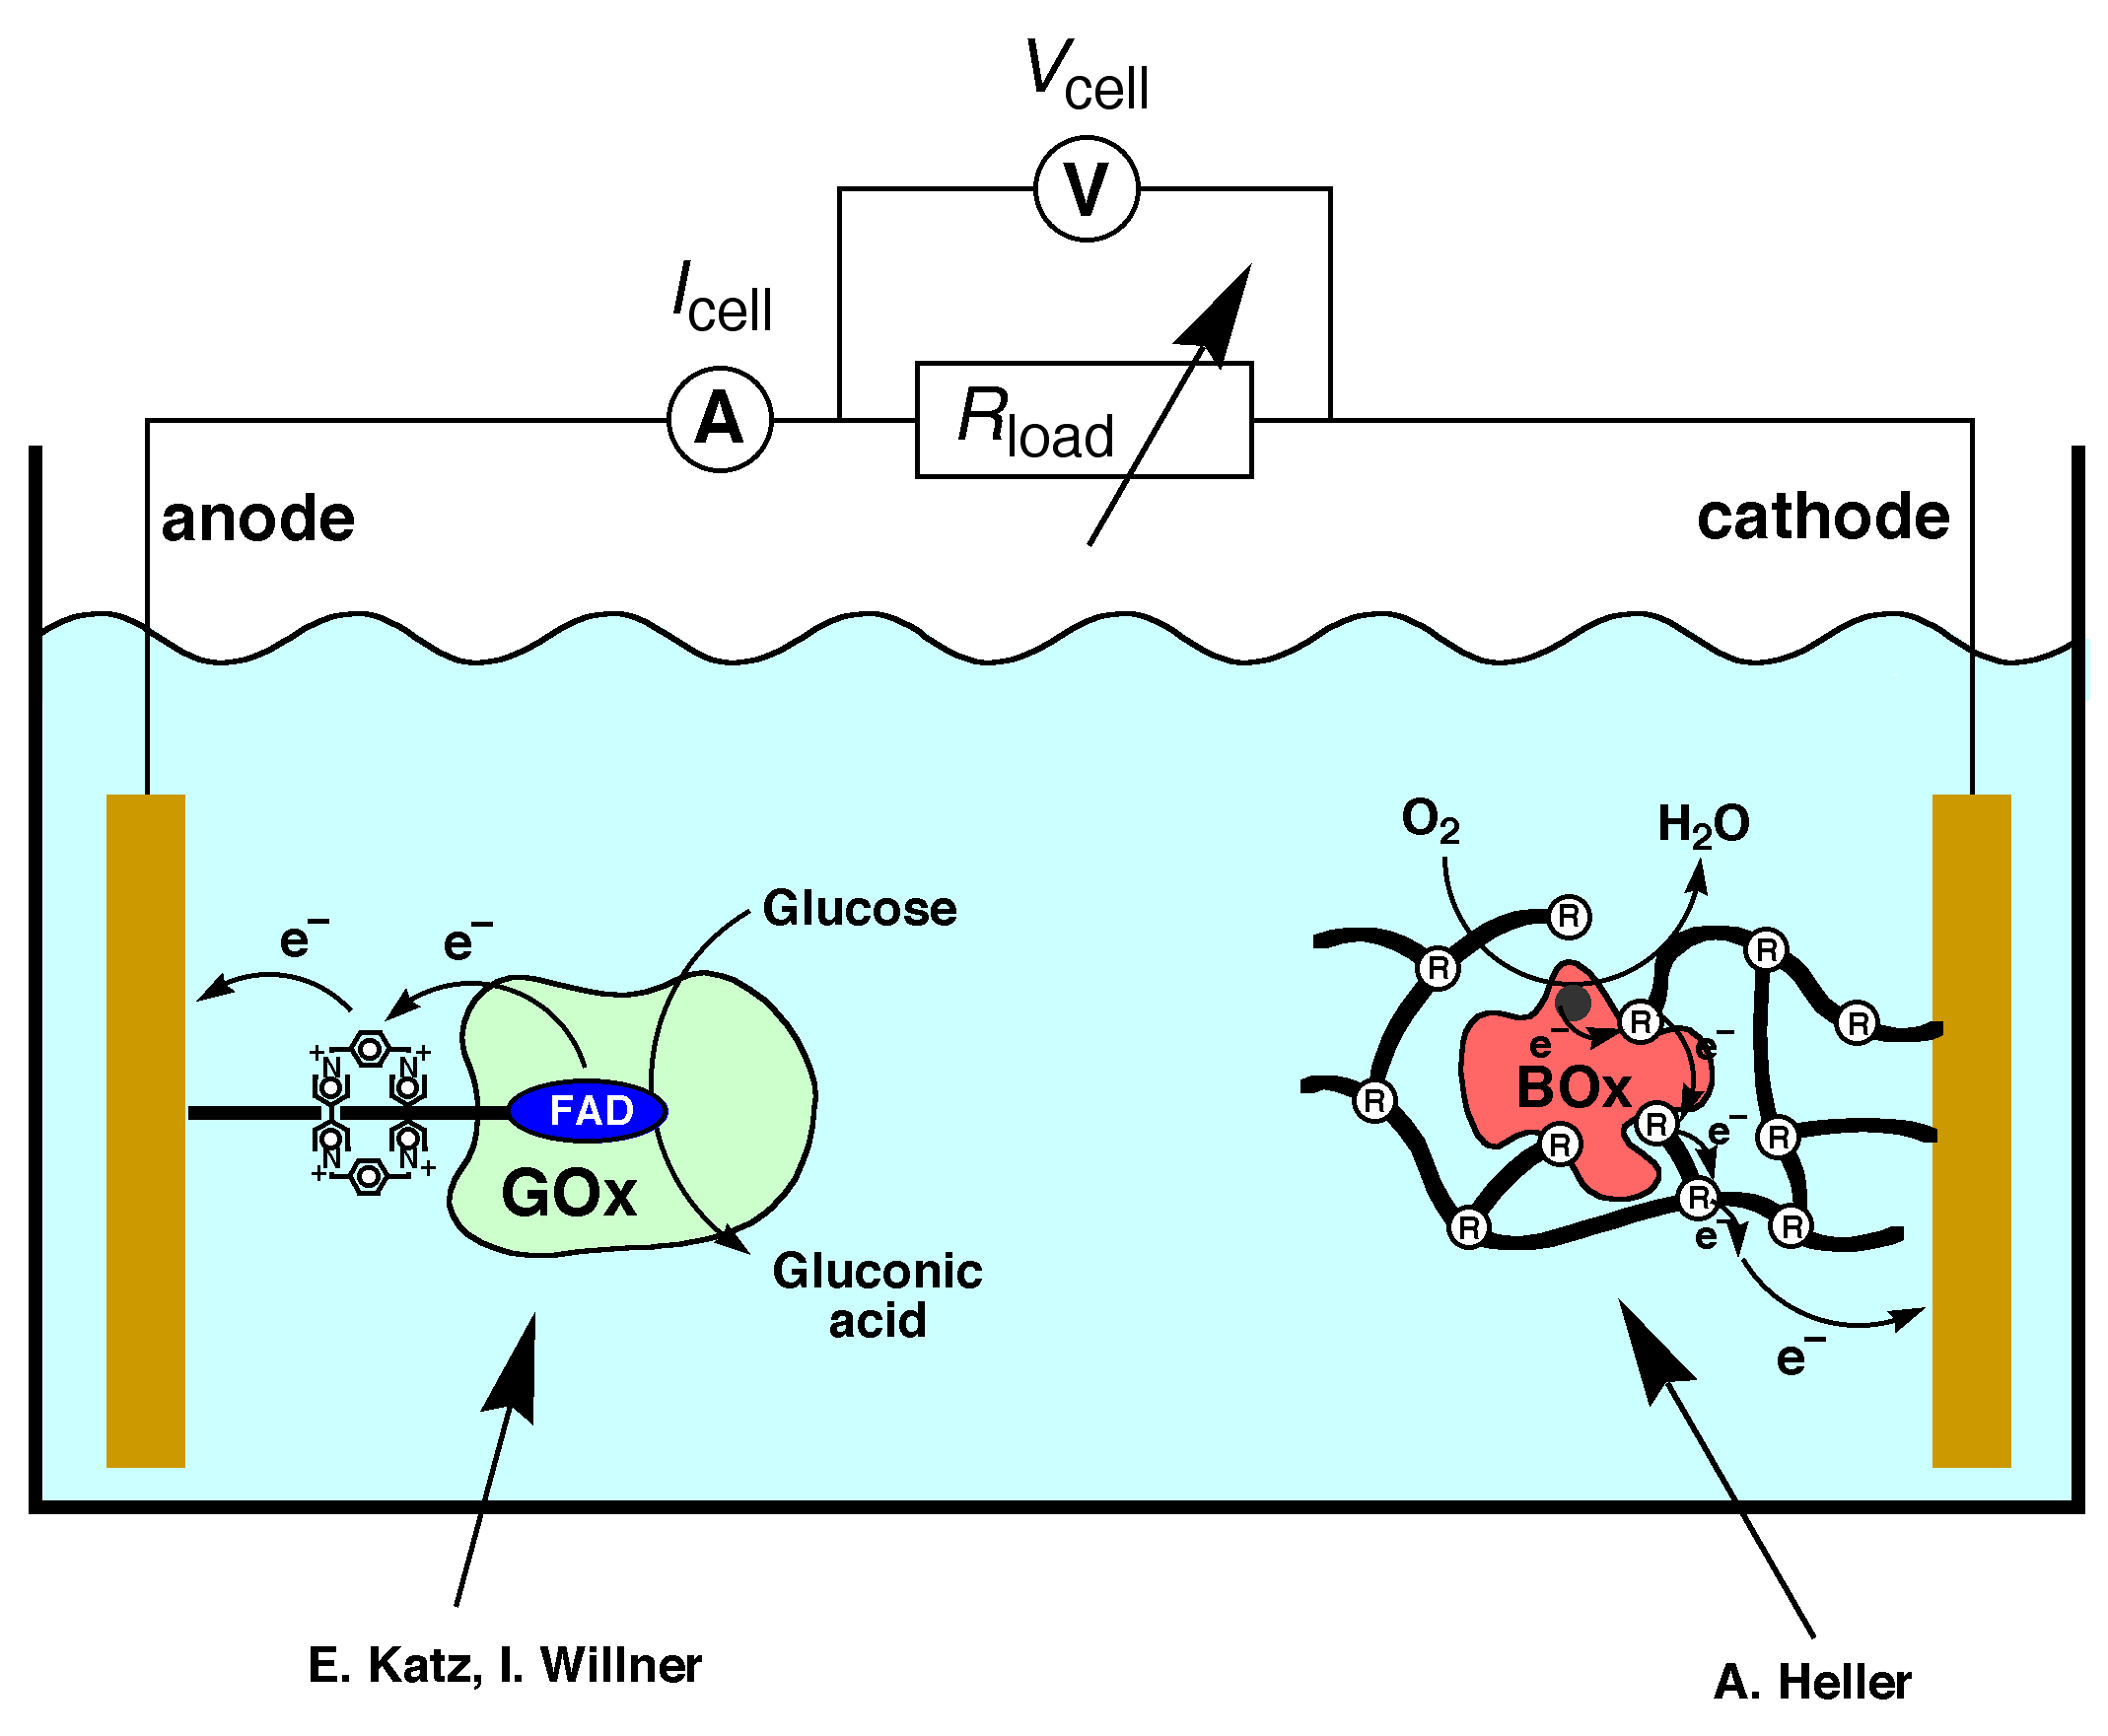 Vcell
V
Icell
A
Rload
anode
cathode
O2
H2O
Glucose
e−
e−
R
R
R
R
R
e−
e−
N
+
N
+
BOx
R
R
e−
FAD
R
R
N
+
N
+
GOx
R
R
R
e−
Gluconic
acid
e−
E. Katz, I. Willner
A. Heller